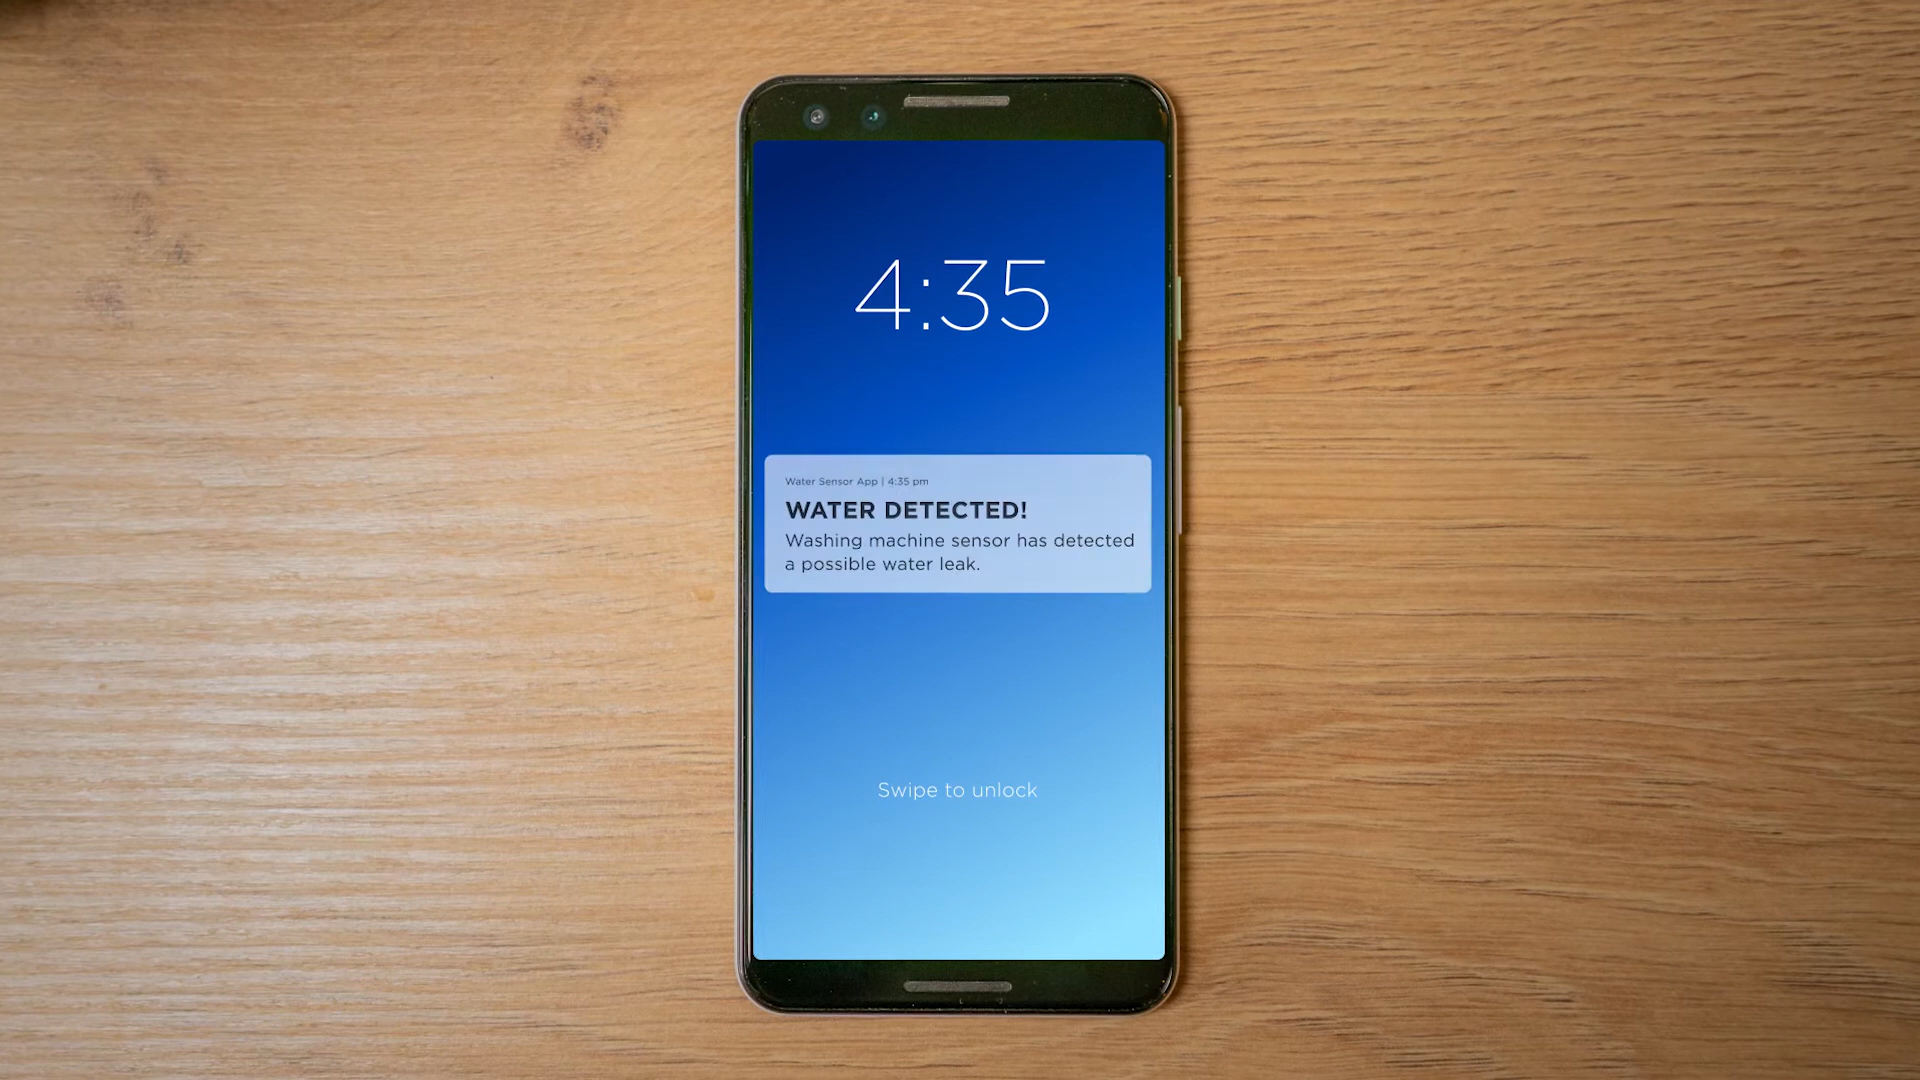 4:35
Water Sensor App | 4:35 pm
WATER DETECTED!
Washing machine sensor has detected
a possible water leak.
Swipe to unlock